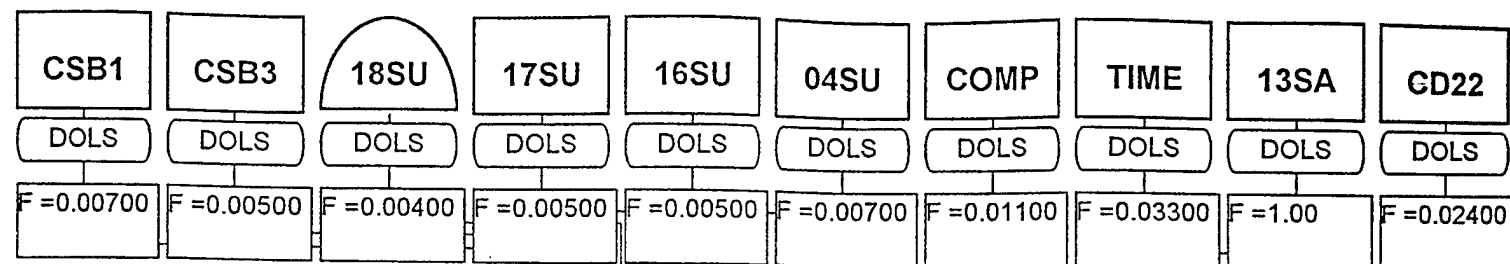 CSB1 CSB3 18SU 17SU 16SU 04SU COMP TIME 13SA CD22
DOLS DOLS DOLS DOLS DOLS DOLS DOLS DOLS DOLS DOLS
F =0.00700 F =0.00500 F =0.00400 F =0.00500 F =0.00500 F =0.00700 F =0.01100 F =0.03300 F =1.00 F =0.02400